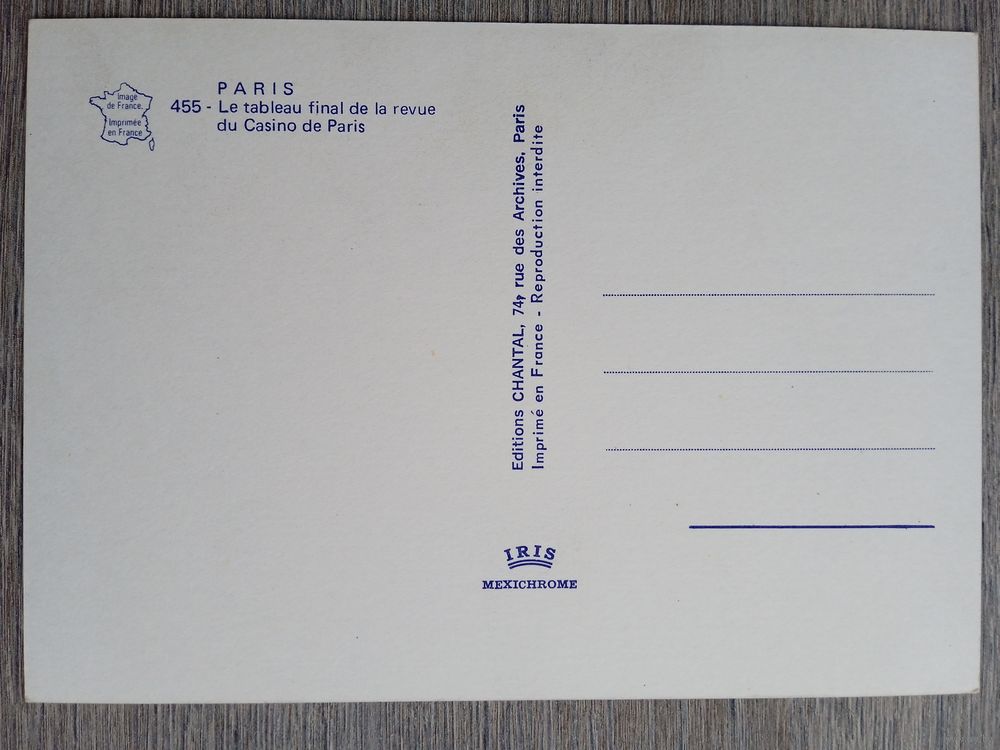 Image
de France.
Imprimée
en France
PARIS
455 - Le tableau final de la revue
du Casino de Paris
Editions CHANTAL, 74, rue des Archives, Paris
Imprimé en France - Reproduction interdite
IRIS
MEXICHROME